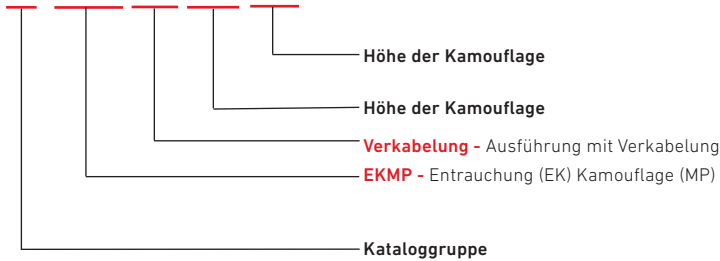 Höhe der Kamouflage
Höhe der Kamouflage
Verkabelung - Ausführung mit Verkabelung
EKMP - Entrauchung (EK) Kamouflage (MP)
Kataloggruppe